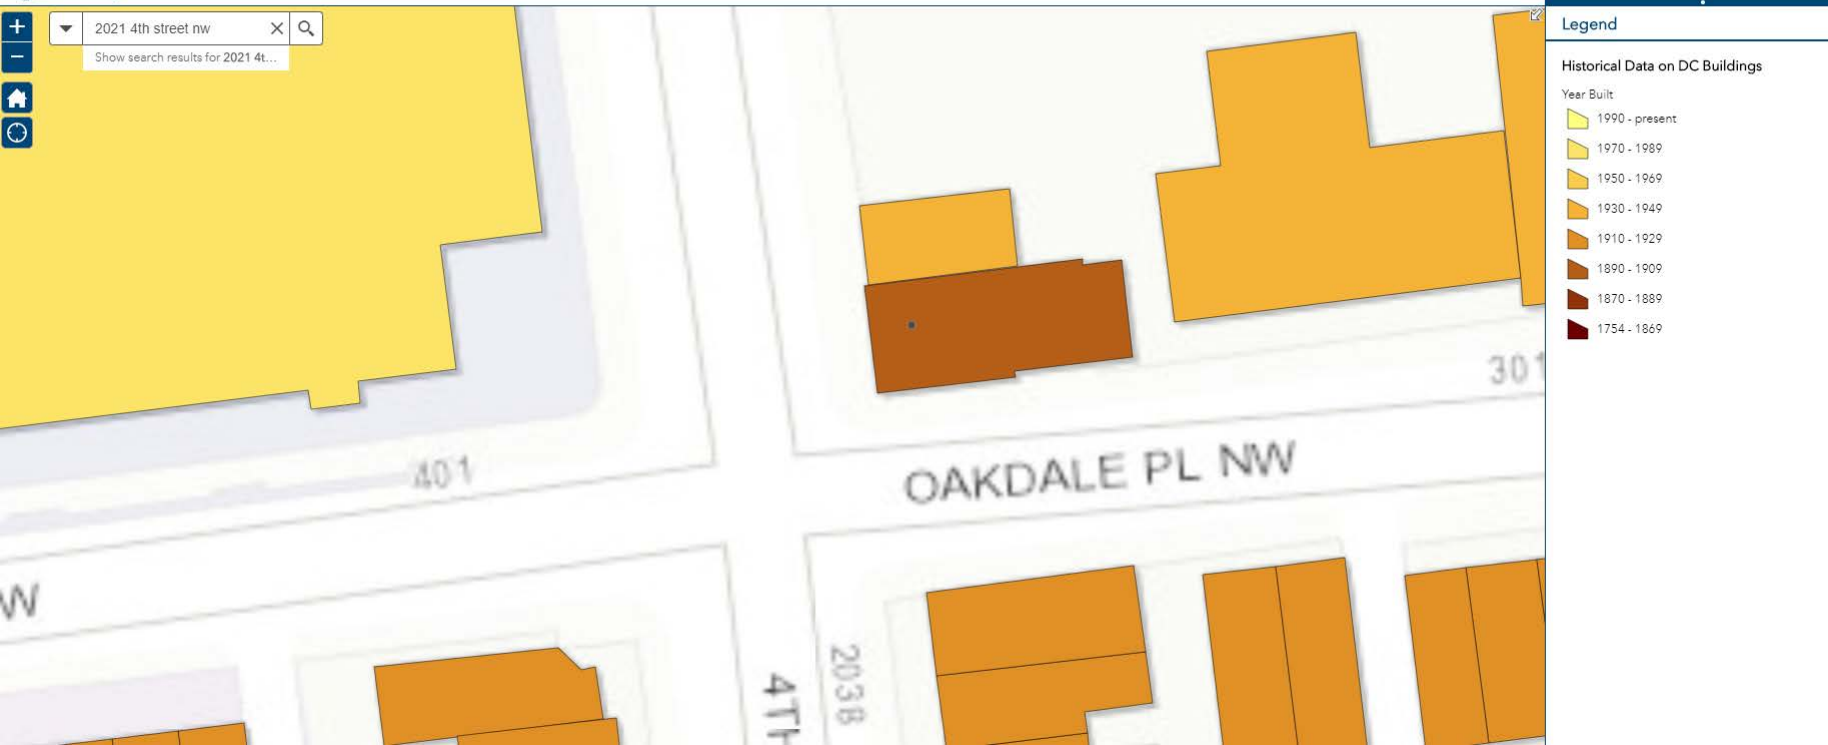 2021 4th street nw
Show search results for 2021 4t...
Legend
Historical Data on DC Buildings
Year Built
1990 - present
1970 - 1989
1950 - 1969
1930 - 1949
1910 - 1929
1890 - 1909
1870 - 1889
1754 - 1869
301
401
OAKDALE PL NW
W
2038
4TH